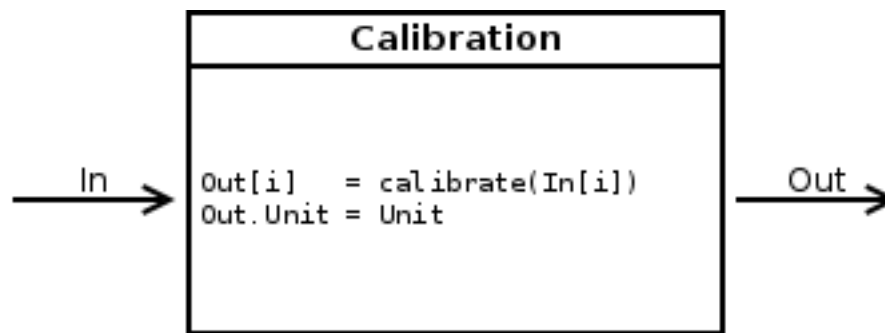 Calibration
In
Out[i]   = calibrate(In[i])
Out.Unit = Unit
Out